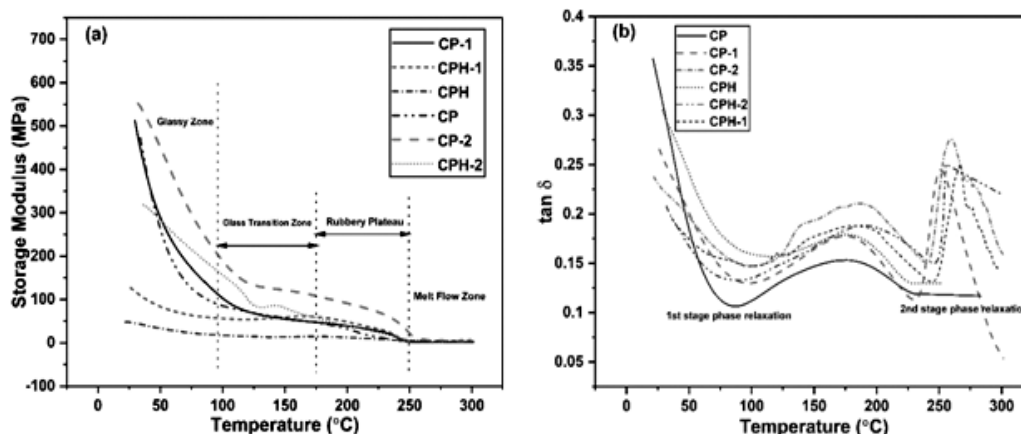 (a)
700
600
500
400
300
200
100
0
-100
Storage Modulus (MPa)
CP-1
CPH-1
CPH
CP
CP-2
CPH-2
Glassy Zone
Glass Transition Zone
Rubbery Plateau
Melt Flow Zone
0 50 100 150 200 250 300
Temperature (°C)
(b)
0.4
0.35
0.30
0.25
0.20
0.15
0.10
0.05
tan δ
CP
CP-1
CP-2
CPH
CPH-2
CPH-1
1st stage phase relaxation
2nd stage phase relaxation
0 50 100 150 200 250 300
Temperature (°C)